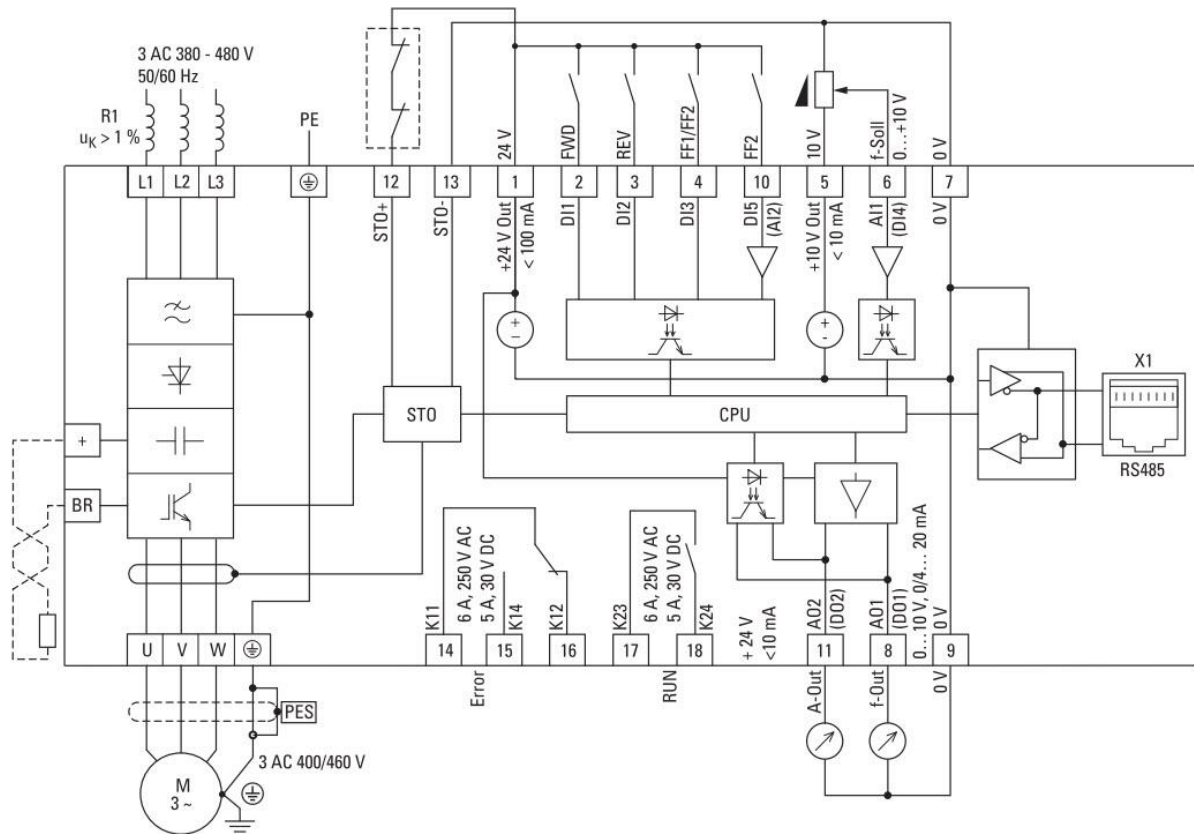 3 AC 380 - 480 V
50/60 Hz
R1
uK > 1 %
PE
24 V
FWD
REV
FF1/FF2
FF2
10 V
f-Soll
0...+10 V
0 V
L1
L2
L3
12
13
1
2
3
4
10
5
6
7
STO+
STO-
+24 V Out
< 100 mA
DI1
DI2
DI3
DI5
(AI2)
+10 V Out
< 10 mA
AI1
(DI4)
0 V
+
−
+
-
X1
STO
CPU
RS485
+
BR
K11
6 A, 250 V AC
5 A, 30 V DC
K14
K12
K23
6 A, 250 V AC
5 A, 30 V DC
K24
+ 24 V
<10 mA
AO2
(DO2)
AO1
(DO1)
0...10 V, 0/4... 20 mA
0 V
U
V
W
14
15
16
17
18
11
8
9
Error
RUN
A-Out
f-Out
0 V
PES
3 AC 400/460 V
M
3 ~